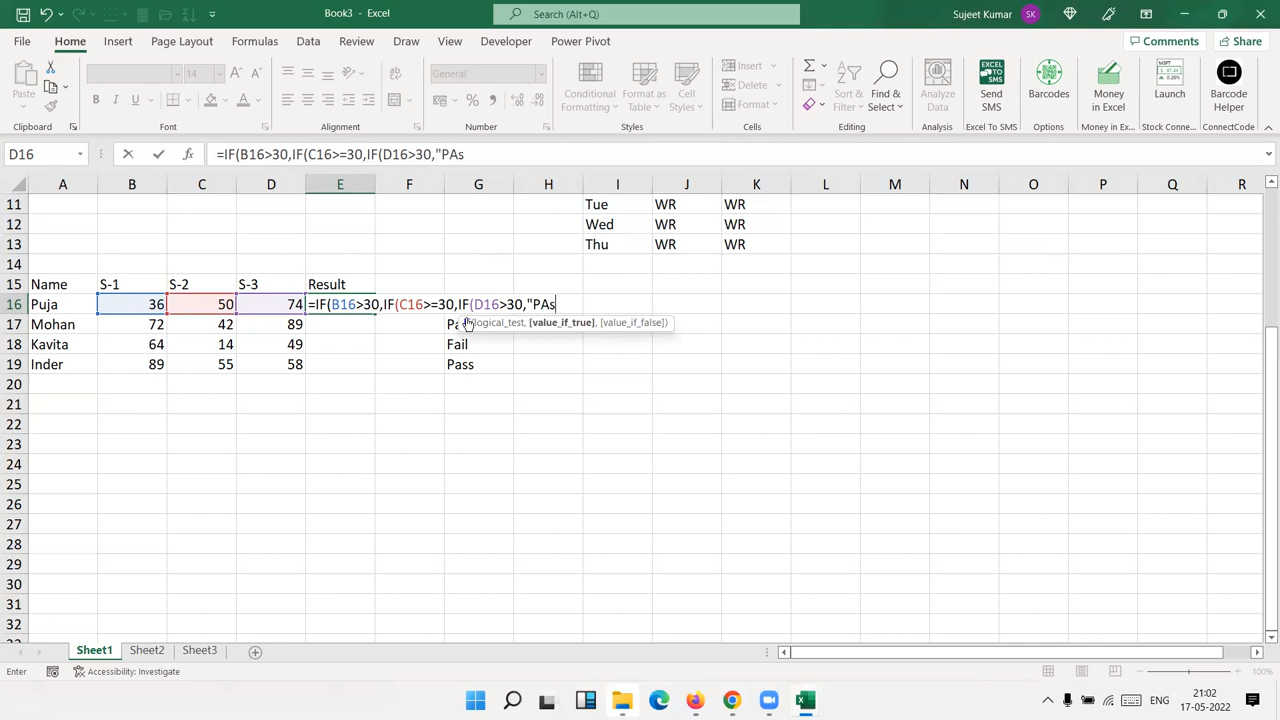 Book3 - Excel
Search (Alt+Q)
Sujeet Kumar SK
File Home Insert Page Layout Formulas Data Review View Draw Developer Power Pivot Comments Share
General
Paste
Conditional Formatting
Format as Table
Cell Styles
Insert
Delete
Format
Sort & Filter
Find & Select
Analyze Data
Send SMS
EXCEL TO SMS
Barcodes
Money in Excel
Launch
Barcode Helper
Clipboard Font Alignment Number Styles Cells Editing Analysis Excel To SMS Options Money in Ex... Stock Conne... ConnectCode
D16 =IF(B16>30,IF(C16>=30,IF(D16>30,"PAs
A B C D E F G H I J K L M N O P Q R
11 Tue WR WR
12 Wed WR WR
13 Thu WR WR
14
15 Name S-1 S-2 S-3 Result
16 Puja 36 50 74 =IF(B16>30,IF(C16>=30,IF(D16>30,"PAs
logical_test, [value_if_true], [value_if_false])
17 Mohan 72 42 89
18 Kavita 64 14 49 Fail
19 Inder 89 55 58 Pass
20
21
22
23
24
25
26
27
28
29
30
31
32
Sheet1 Sheet2 Sheet3
Enter Accessibility: Investigate 100%
ENG 21:02
17-05-2022